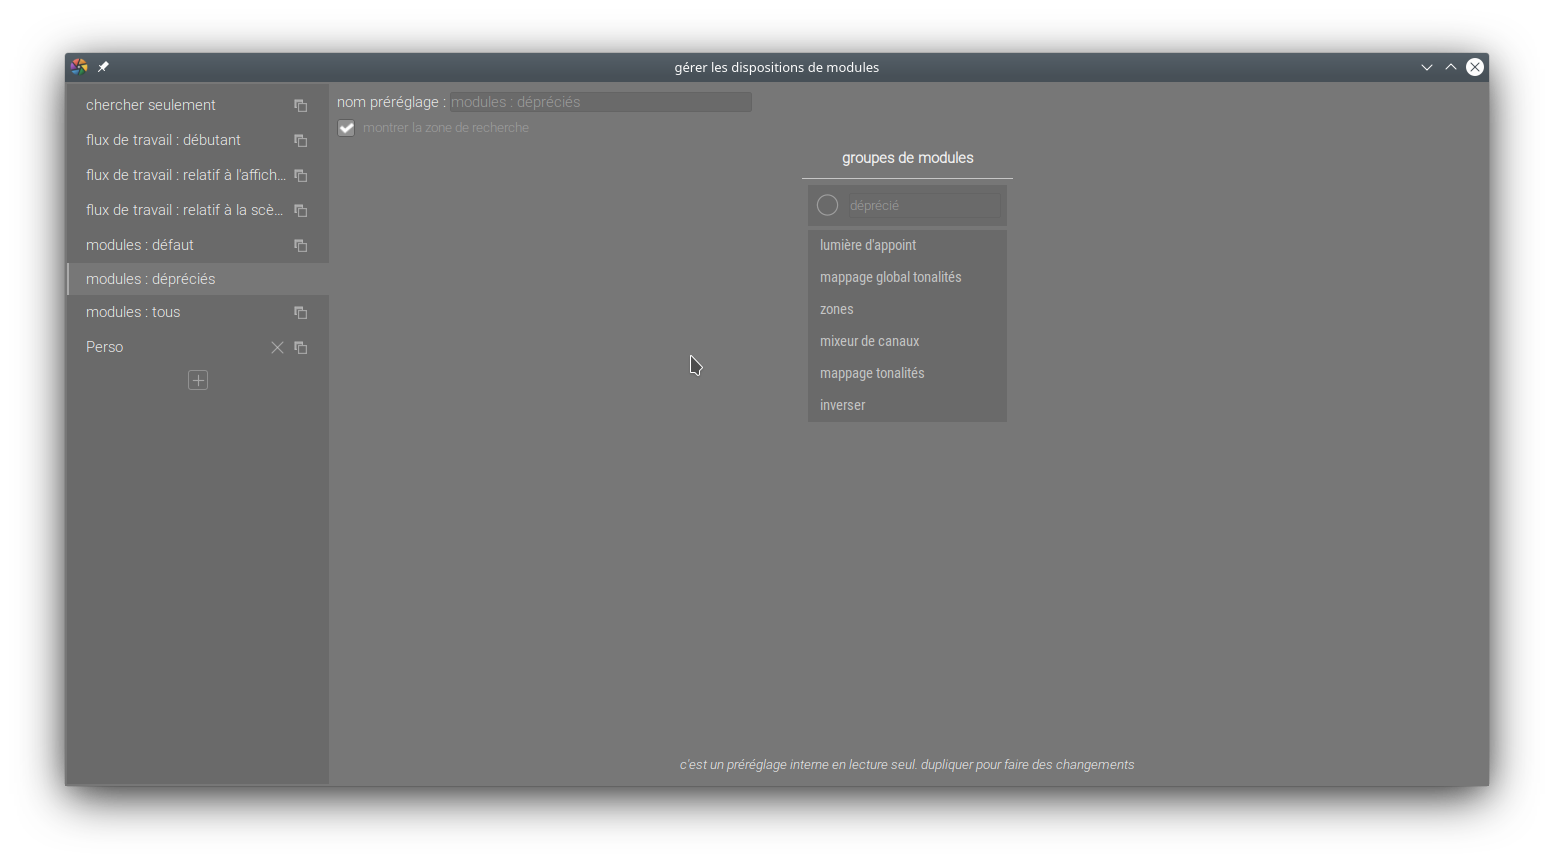 gérer les dispositions de modules
chercher seulement
flux de travail : débutant
flux de travail : relatif à l'affich...
flux de travail : relatif à la scè...
modules : défaut
modules : dépréciés
modules : tous
Perso
nom préréglage : modules : dépréciés
montrer la zone de recherche
groupes de modules
déprécié
lumière d'appoint
mappage global tonalités
zones
mixeur de canaux
mappage tonalités
inverser
c'est un préréglage interne en lecture seul. dupliquer pour faire des changements